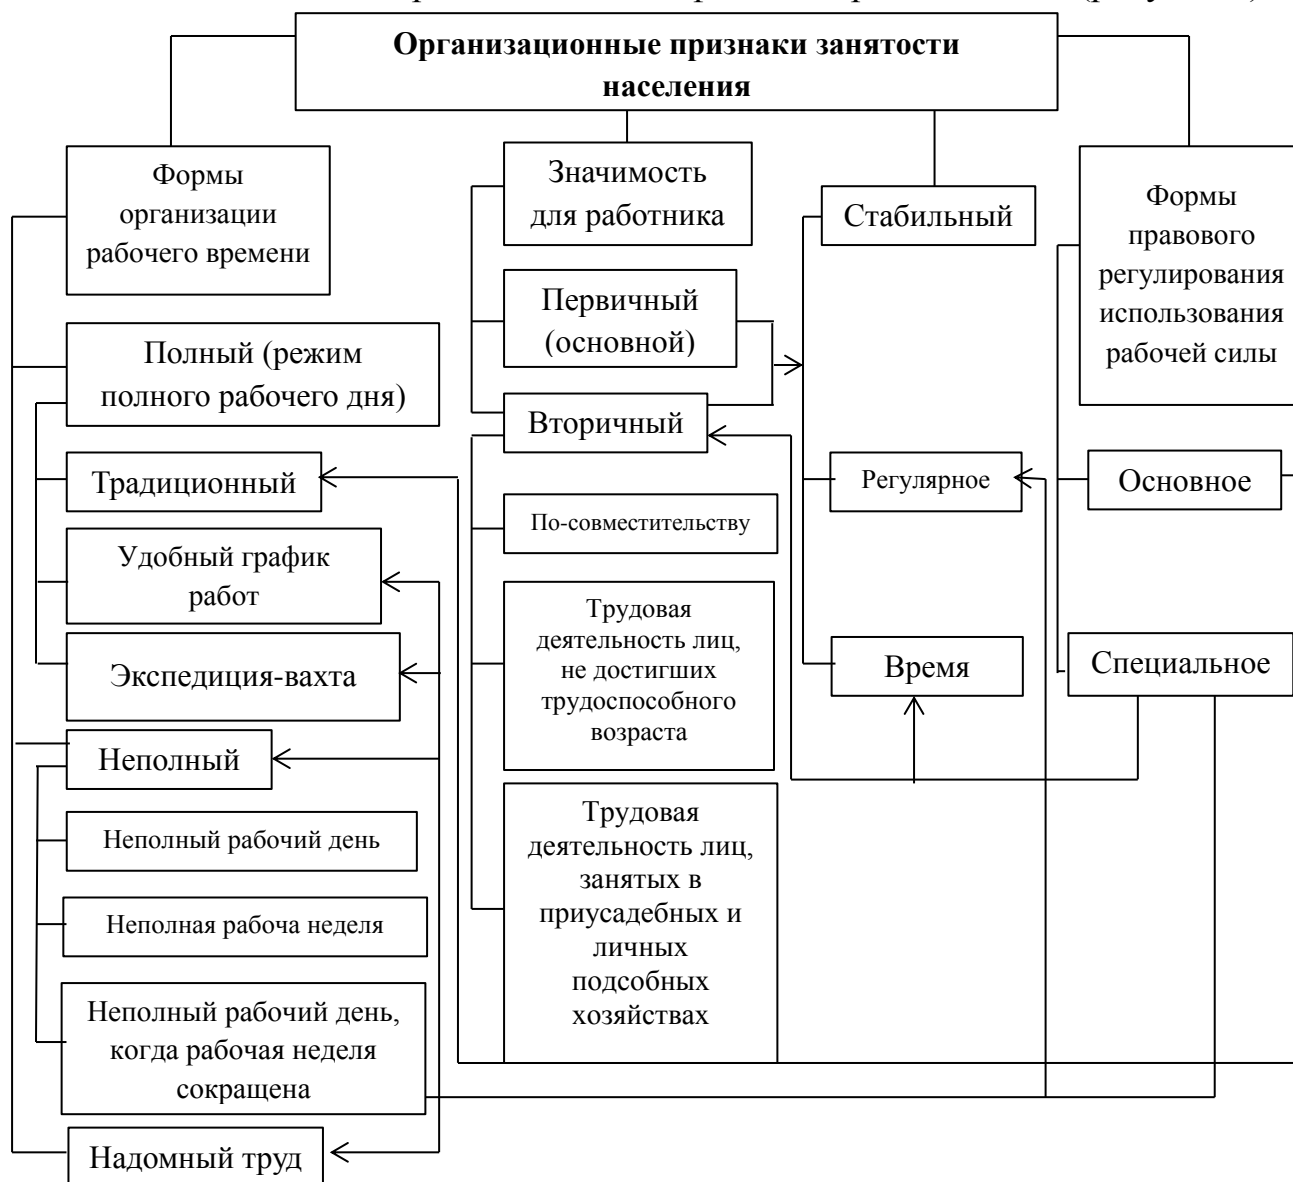 Организационные признаки занятости
населения
Формы
организации
рабочего времени
Значимость
для работника
Стабильный
Формы
правового
регулирования
использования
рабочей силы
Первичный
(основной)
Полный (режим
полного рабочего дня)
Вторичный
Традиционный
Регулярное
Основное
По-совместительству
Удобный график
работ
Трудовая
деятельность лиц,
не достигших
трудоспособного
возраста
Экспедиция-вахта
Время
Специальное
Неполный
Трудовая
деятельность лиц,
занятых в
приусадебных и
личных
подсобных
хозяйствах
Неполный рабочий день
Неполная рабоча неделя
Неполный рабочий день,
когда рабочая неделя
сокращена
Надомный труд